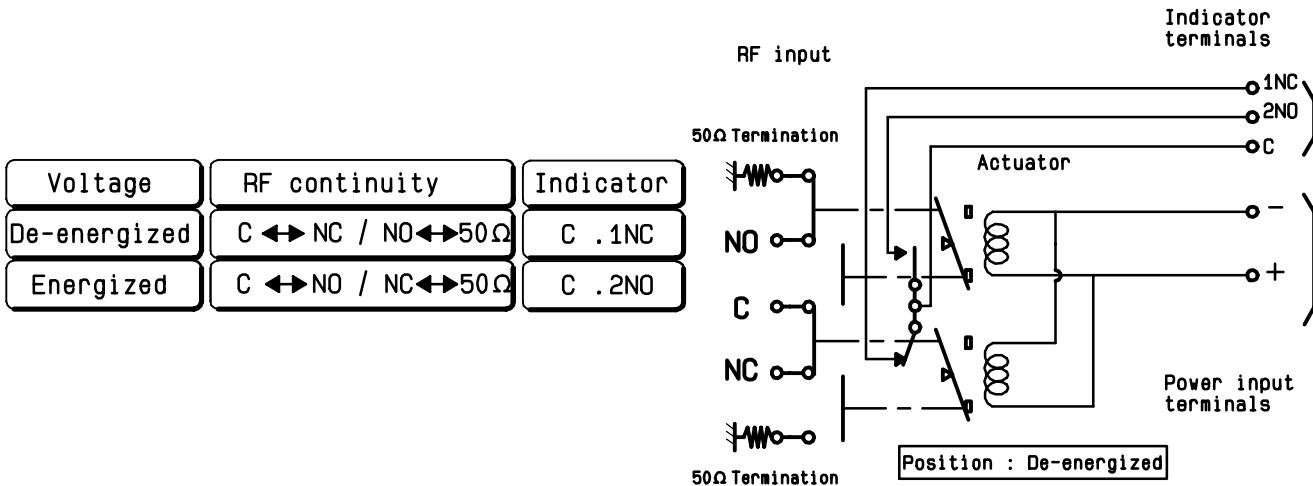 Voltage RF continuity Indicator
De-energized C ◄► NC / NO◄►50Ω C .1NC
Energized C ◄► NO / NC◄►50Ω C .2NO
RF input
Indicator
terminals
1NC
2NO
C
50Ω Termination
Actuator
NO
C
NC
50Ω Termination
−
+
Power input
terminals
Position : De-energized